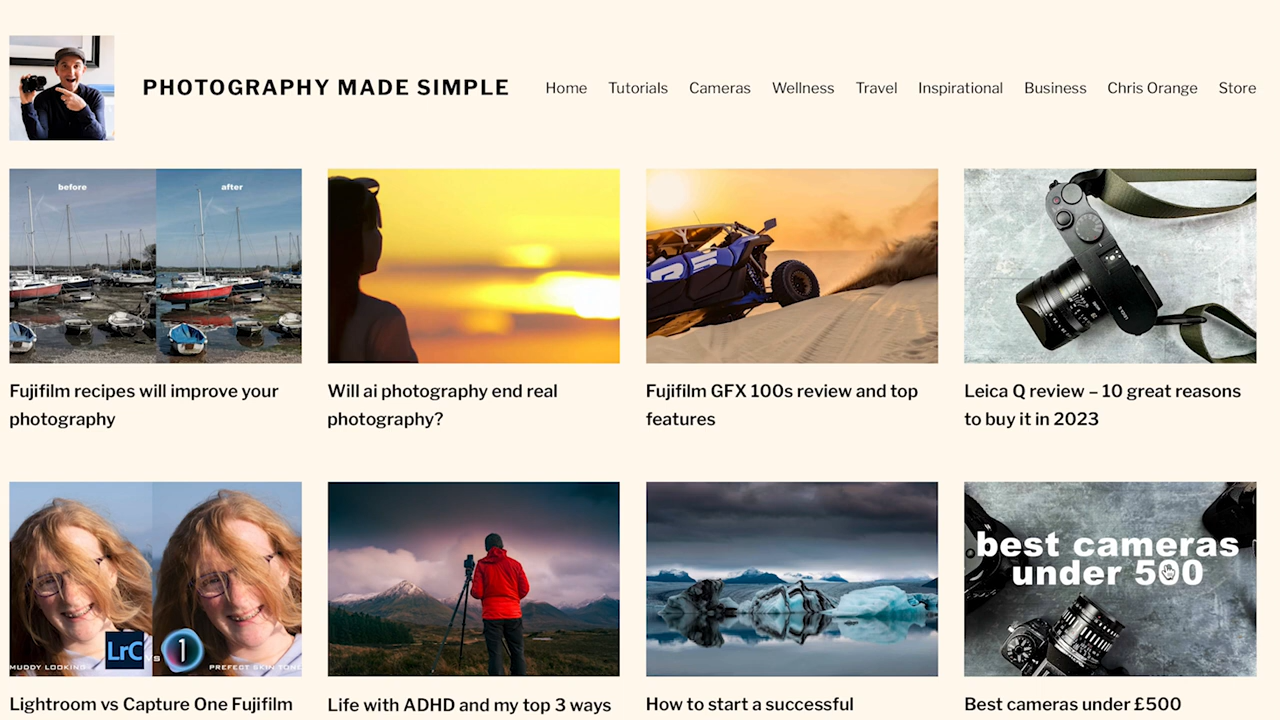 PHOTOGRAPHY MADE SIMPLE
Home Tutorials Cameras Wellness Travel Inspirational Business Chris Orange Store
before
after
Fujifilm recipes will improve your
photography
Will ai photography end real
photography?
Fujifilm GFX 100s review and top
features
Leica Q review – 10 great reasons
to buy it in 2023
MUDDY LOOKING
LrC
VS
1
PREFECT SKIN TONE
best cameras
under 500
Lightroom vs Capture One Fujifilm
Life with ADHD and my top 3 ways
How to start a successful
Best cameras under £500